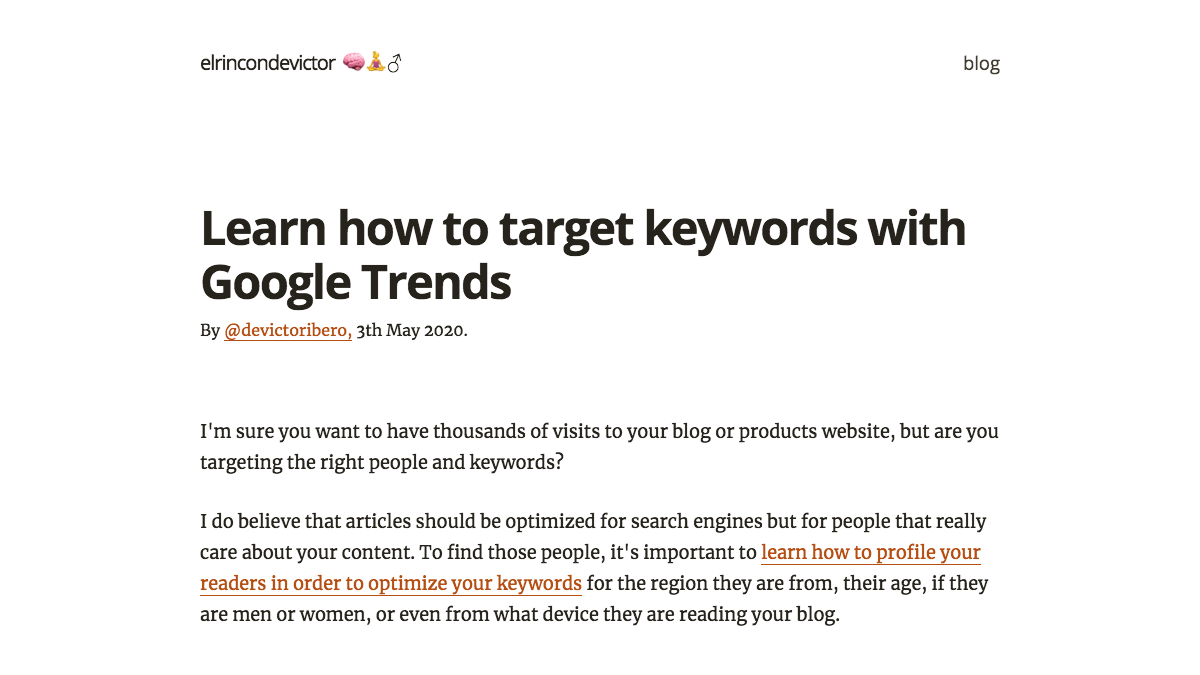 elrincondevictor 🧠🧘♂
blog
Learn how to target keywords with
Google Trends
By @devictoribero, 3th May 2020.
I'm sure you want to have thousands of visits to your blog or products website, but are you
targeting the right people and keywords?
I do believe that articles should be optimized for search engines but for people that really
care about your content. To find those people, it's important to learn how to profile your
readers in order to optimize your keywords for the region they are from, their age, if they
are men or women, or even from what device they are reading your blog.